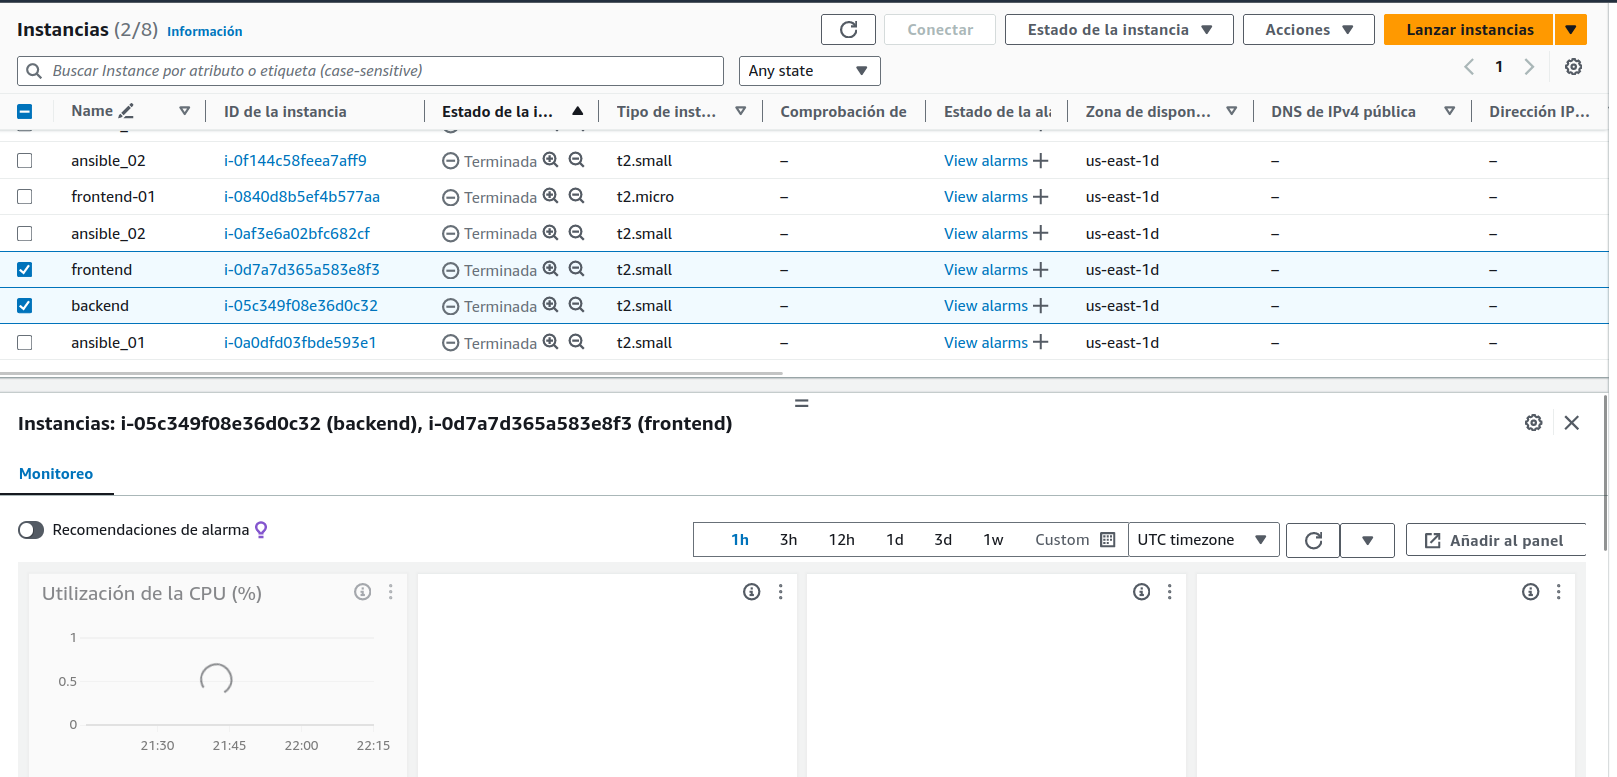 Instancias (2/8) Información
Conectar
Estado de la instancia
Acciones
Lanzar instancias
Buscar Instance por atributo o etiqueta (case-sensitive)
Any state
1
Name ID de la instancia Estado de la i... Tipo de inst... Comprobación de Estado de la ala Zona de dispon... DNS de IPv4 pública Dirección IP...
ansible_02 i-0f144c58feea7aff9 Terminada t2.small – View alarms + us-east-1d – –
frontend-01 i-0840d8b5ef4b577aa Terminada t2.micro – View alarms + us-east-1d – –
ansible_02 i-0af3e6a02bfc682cf Terminada t2.small – View alarms + us-east-1d – –
frontend i-0d7a7d365a583e8f3 Terminada t2.small – View alarms + us-east-1d – –
backend i-05c349f08e36d0c32 Terminada t2.small – View alarms + us-east-1d – –
ansible_01 i-0a0dfd03fbde593e1 Terminada t2.small – View alarms + us-east-1d – –
Instancias: i-05c349f08e36d0c32 (backend), i-0d7a7d365a583e8f3 (frontend)
Monitoreo
Recomendaciones de alarma
1h 3h 12h 1d 3d 1w Custom
UTC timezone
Añadir al panel
Utilización de la CPU (%)
1
0.5
0
21:30 21:45 22:00 22:15